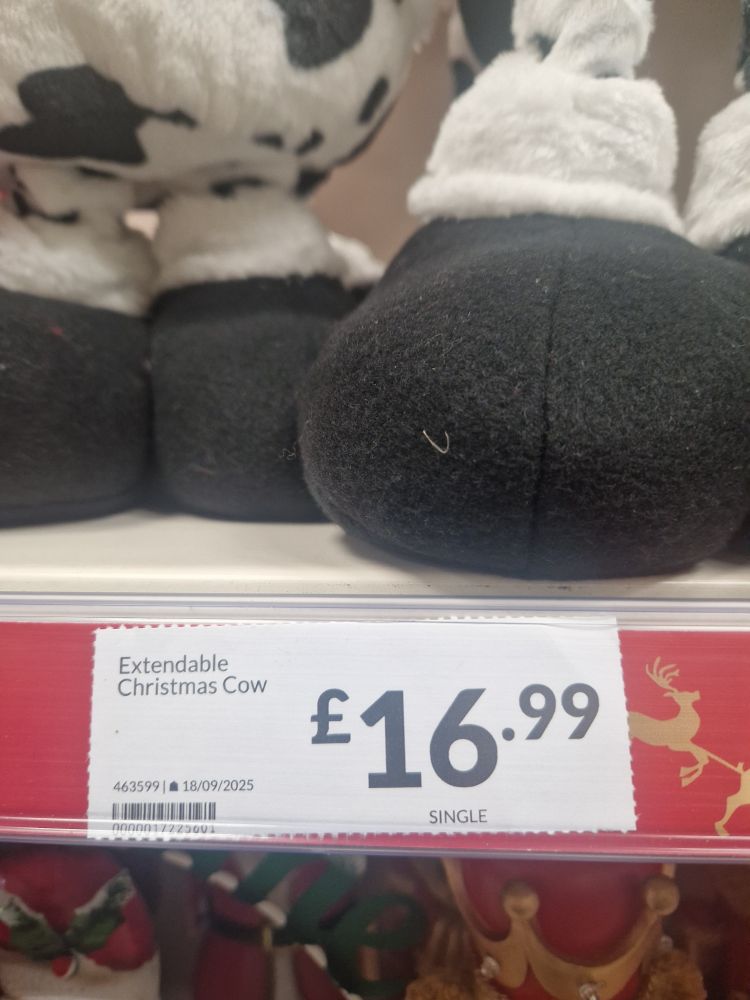 Extendable
Christmas Cow
£16.99
463599 | 18/09/2025
SINGLE